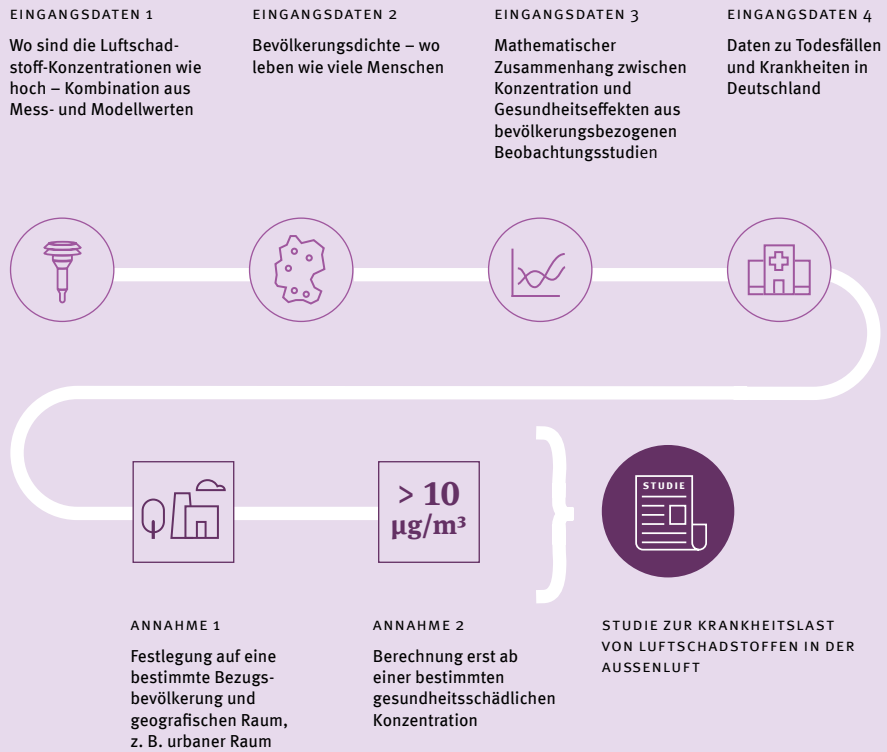 EINGANGSDATEN 1
Wo sind die Luftschad-
stoff-Konzentrationen wie
hoch – Kombination aus
Mess- und Modellwerten
EINGANGSDATEN 2
Bevölkerungsdichte – wo
leben wie viele Menschen
EINGANGSDATEN 3
Mathematischer
Zusammenhang zwischen
Konzentration und
Gesundheitseffekten aus
bevölkerungsbezogenen
Beobachtungsstudien
EINGANGSDATEN 4
Daten zu Todesfällen
und Krankheiten in
Deutschland
> 10
µg/m³
STUDIE
ANNAHME 1
Festlegung auf eine
bestimmte Bezugs-
bevölkerung und
geografischen Raum,
z. B. urbaner Raum
ANNAHME 2
Berechnung erst ab
einer bestimmten
gesundheitsschädlichen
Konzentration
STUDIE ZUR KRANKHEITSLAST
VON LUFTSCHADSTOFFEN IN DER
AUSSENLUFT